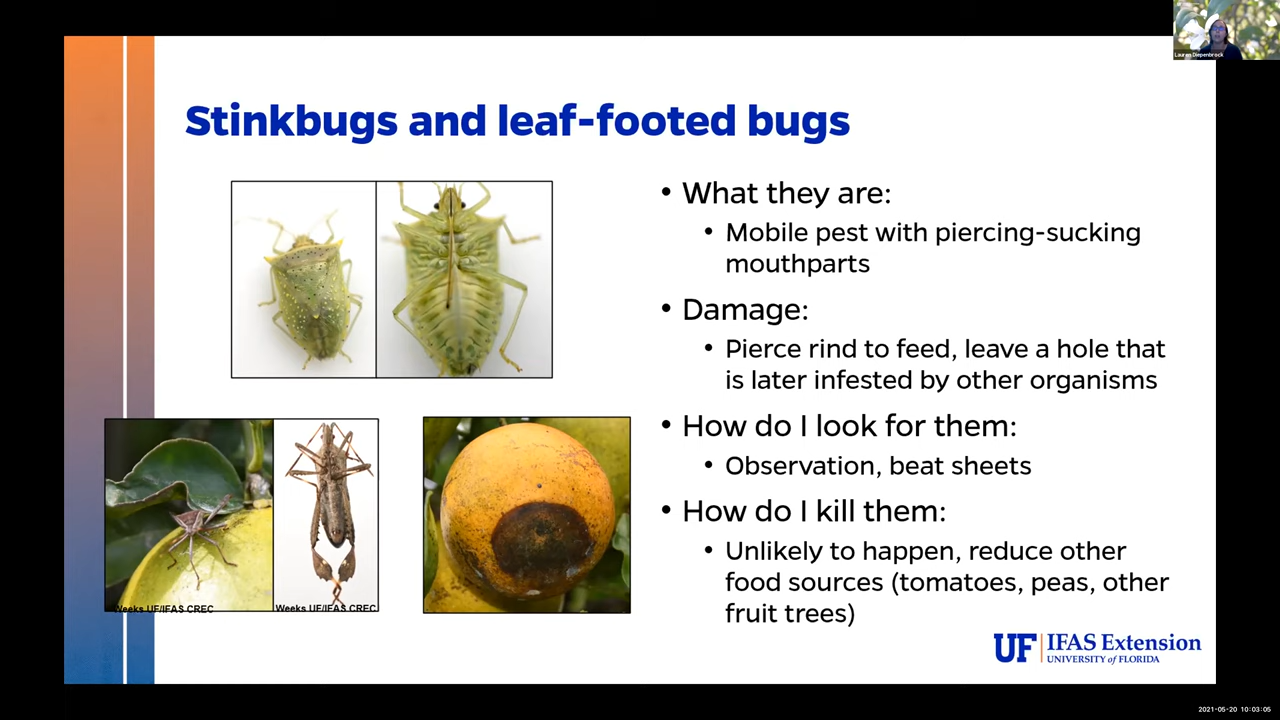 Lauren Diepenbrock
Stinkbugs and leaf-footed bugs
• What they are:
• Mobile pest with piercing-sucking
mouthparts
• Damage:
• Pierce rind to feed, leave a hole that
is later infested by other organisms
• How do I look for them:
• Observation, beat sheets
• How do I kill them:
• Unlikely to happen, reduce other
food sources (tomatoes, peas, other
fruit trees)
Weeks UF/IFAS CREC
Weeks UF/IFAS CREC
UF IFAS Extension
UNIVERSITY of FLORIDA
2021-05-20 10:03:05